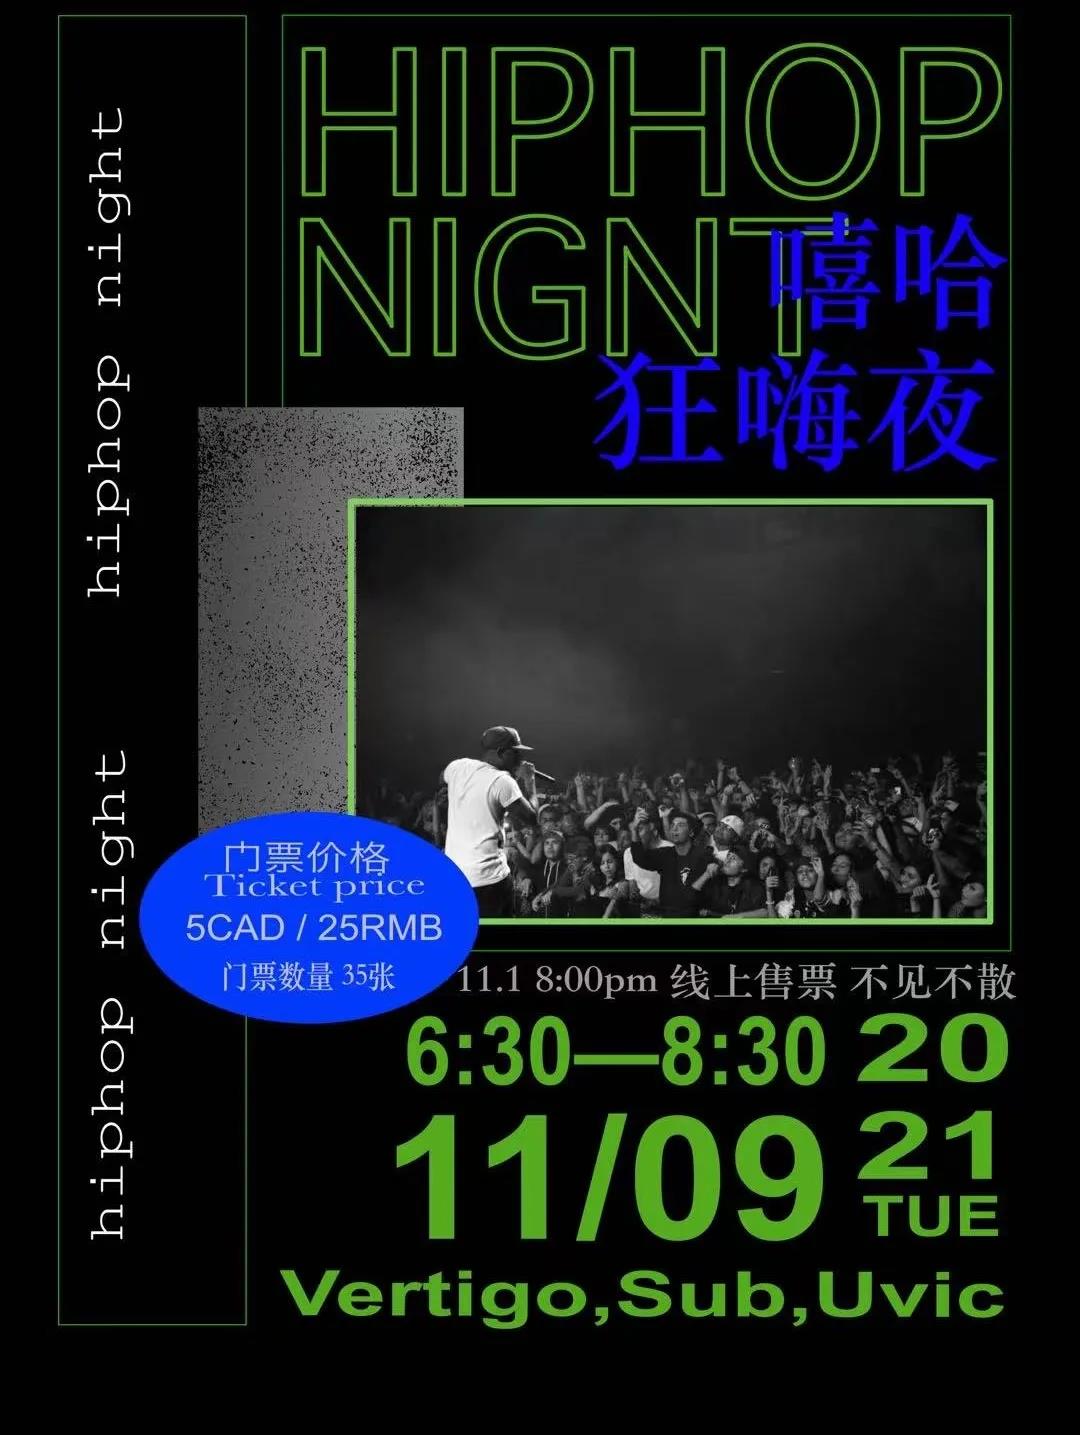 HIPHOP
NIGNT
嘻哈
狂嗨夜
hiphop night
hiphop night
门票价格
Ticket price
5CAD / 25RMB
门票数量 35张
11.1 8:00pm 线上售票 不见不散
6:30—8:30
11/09
20
21
TUE
Vertigo,Sub,Uvic